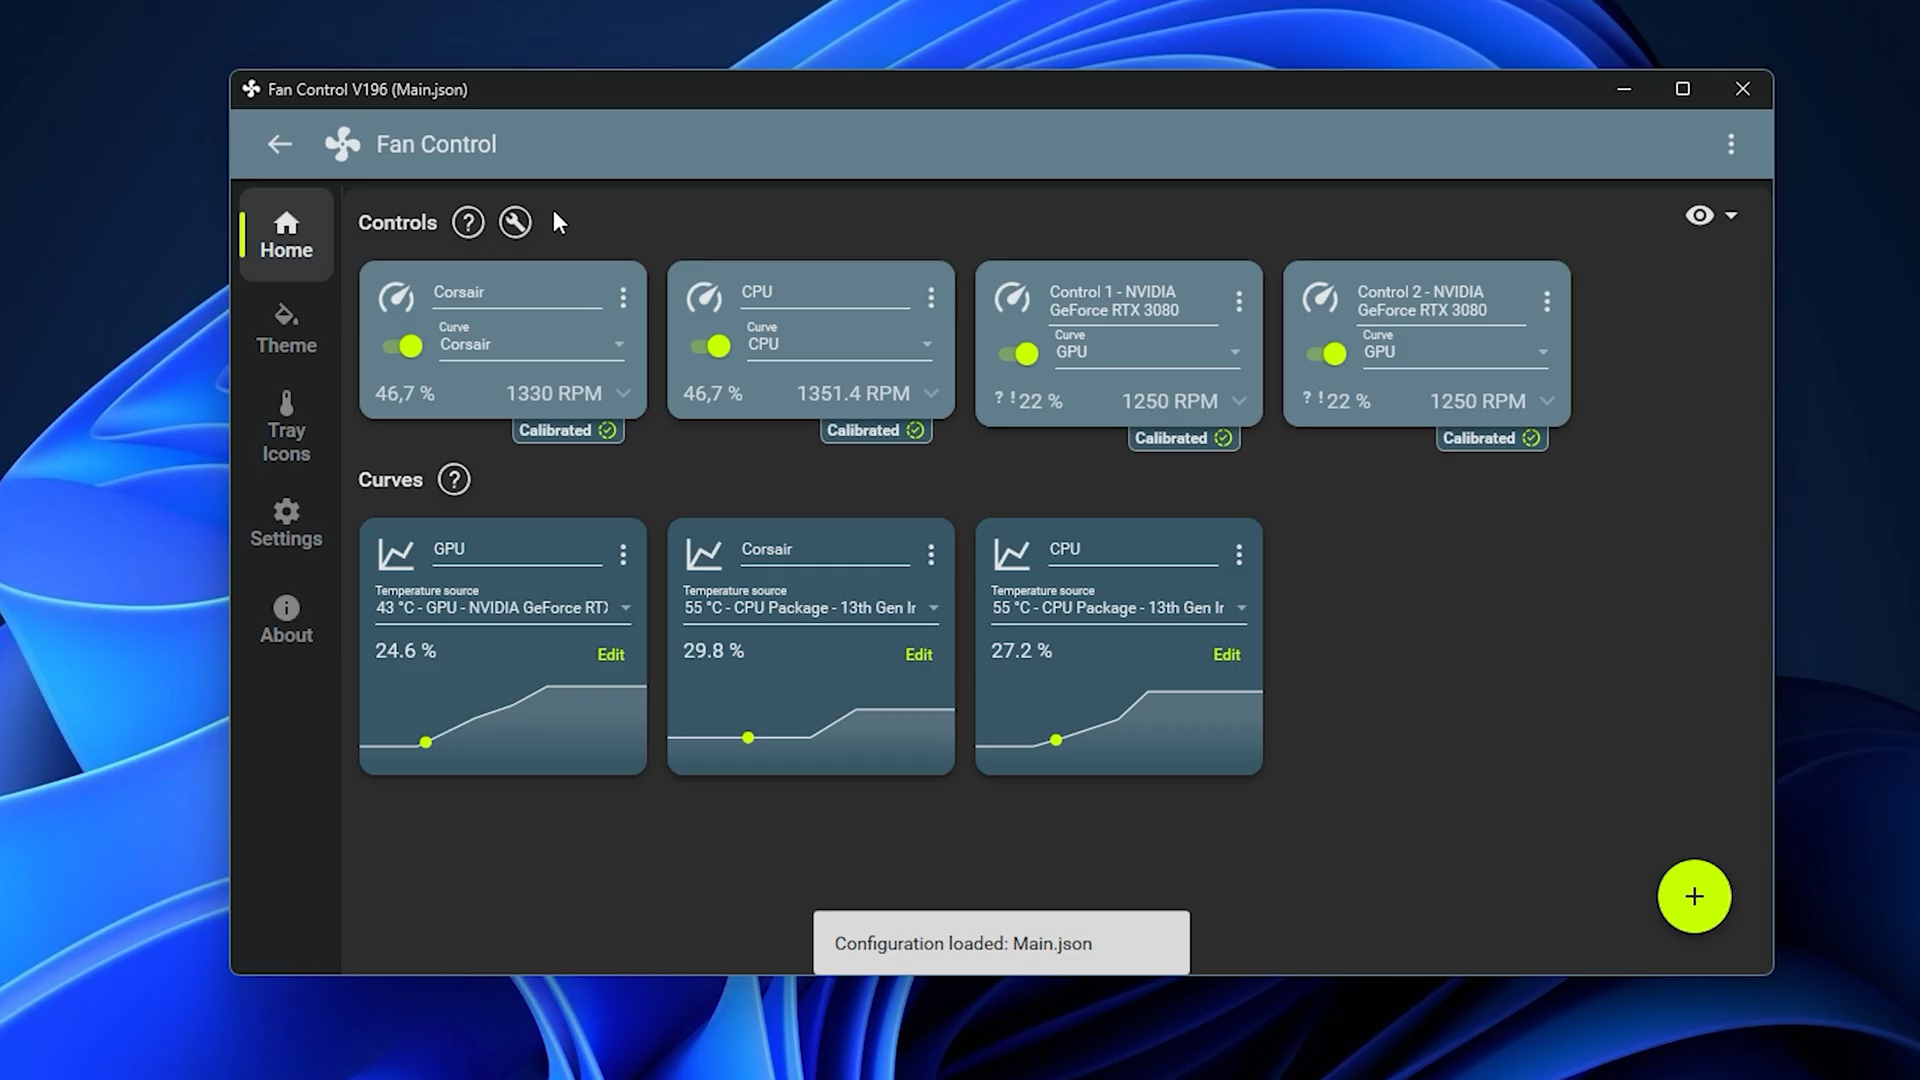 Fan Control V196 (Main.json)
Fan Control
Home
Theme
Tray
Icons
Settings
About
Controls ?
Corsair
Curve
Corsair
46,7 % 1330 RPM
Calibrated
CPU
Curve
CPU
46,7 % 1351.4 RPM
Calibrated
Control 1 - NVIDIA
GeForce RTX 3080
Curve
GPU
? ! 22 % 1250 RPM
Calibrated
Control 2 - NVIDIA
GeForce RTX 3080
Curve
GPU
? ! 22 % 1250 RPM
Calibrated
Curves ?
GPU
Temperature source
43 °C - GPU - NVIDIA GeForce RTX
24.6 % Edit
Corsair
Temperature source
55 °C - CPU Package - 13th Gen Ir
29.8 % Edit
CPU
Temperature source
55 °C - CPU Package - 13th Gen Ir
27.2 % Edit
+
Configuration loaded: Main.json